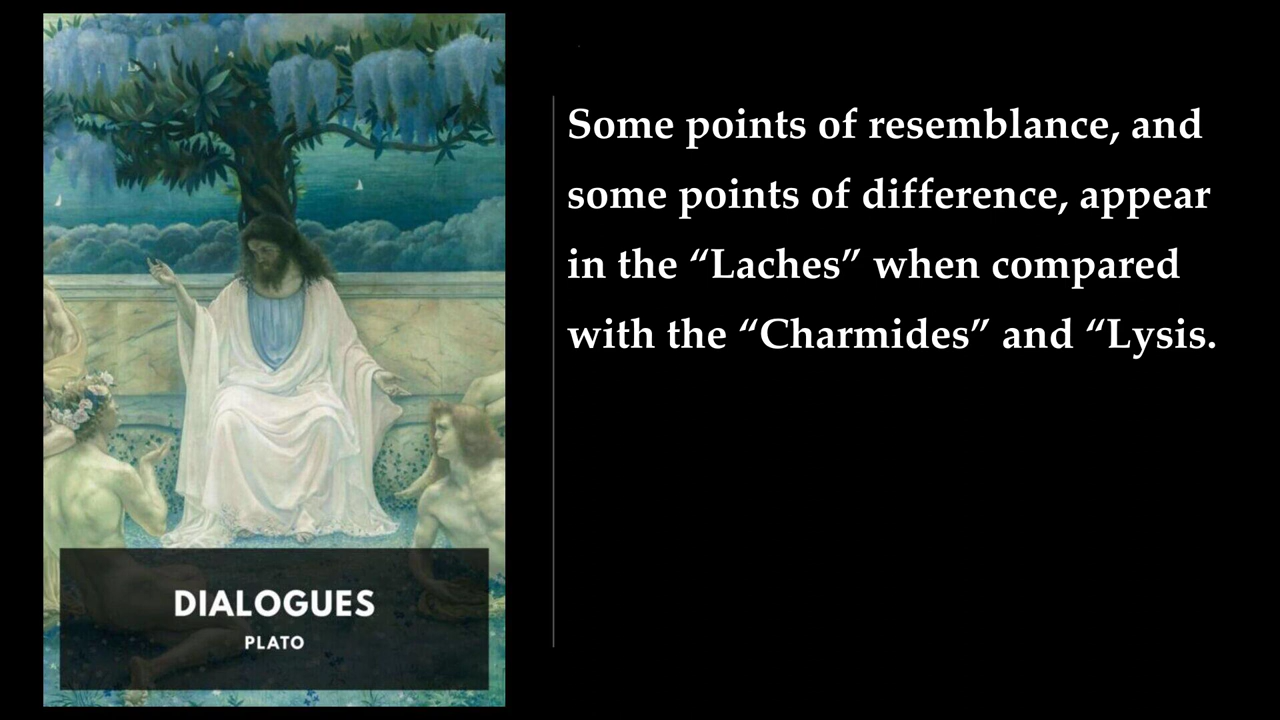 Some points of resemblance, and
some points of difference, appear
in the “Laches” when compared
with the “Charmides” and “Lysis.
DIALOGUES
PLATO